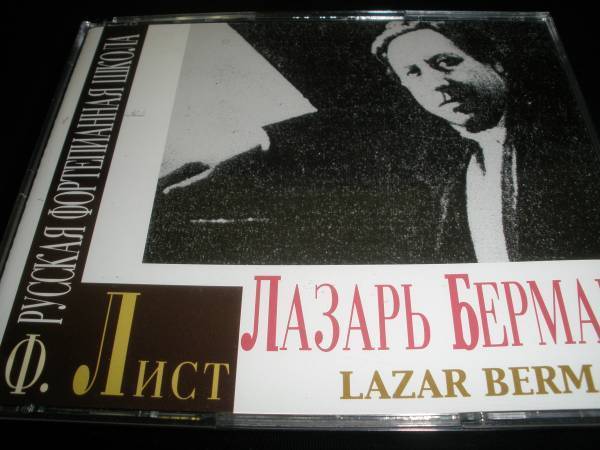 РУССКАЯ ФОРТЕПИАННАЯ ШКОЛА
Ф. ЛИСТ
ЛАЗАРЬ БЕРМА
LAZAR BERM